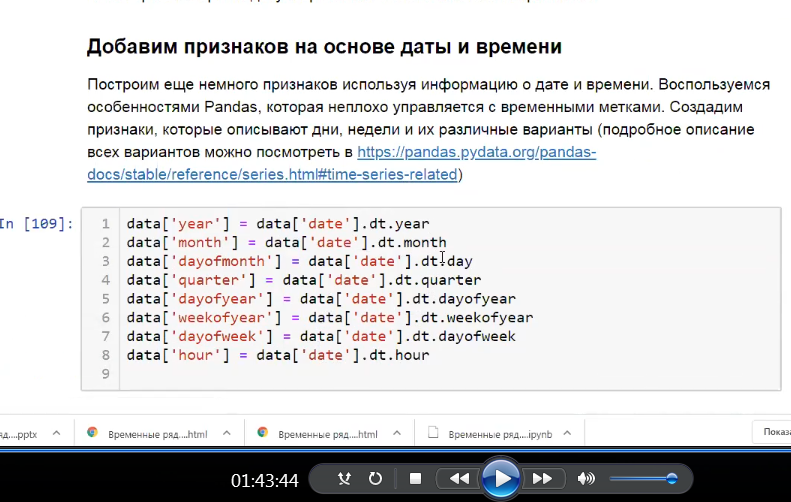 Добавим признаков на основе даты и времени
Построим еще немного признаков используя информацию о дате и времени. Воспользуемся
особенностями Pandas, которая неплохо управляется с временными метками. Создадим
признаки, которые описывают дни, недели и их различные варианты (подробное описание
всех вариантов можно посмотреть в https://pandas.pydata.org/pandas-
docs/stable/reference/series.html#time-series-related)
In [109]:
1 data['year'] = data['date'].dt.year
2 data['month'] = data['date'].dt.month
3 data['dayofmonth'] = data['date'].dt.day
4 data['quarter'] = data['date'].dt.quarter
5 data['dayofyear'] = data['date'].dt.dayofyear
6 data['weekofyear'] = data['date'].dt.weekofyear
7 data['dayofweek'] = data['date'].dt.dayofweek
8 data['hour'] = data['date'].dt.hour
9
яд....pptx Временные ряд....html Временные ряд....html Временные ряд....ipynb Показа
01:43:44